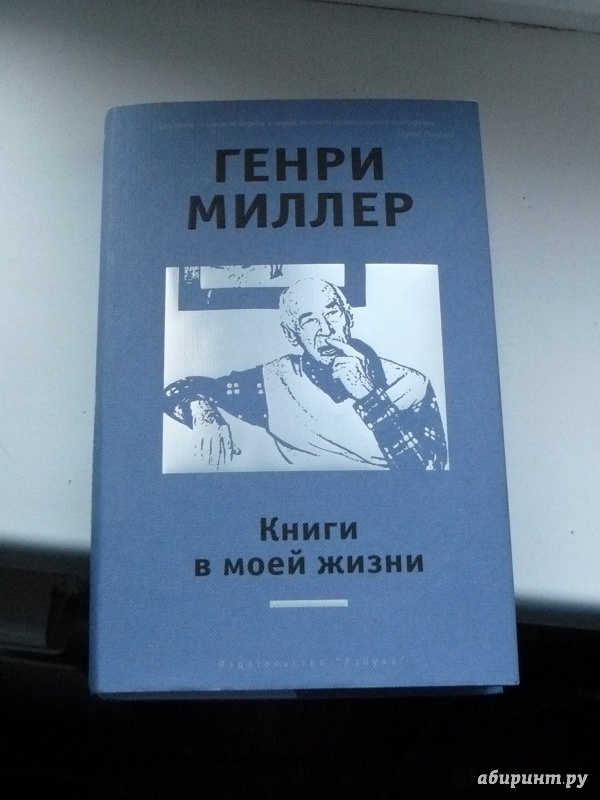 ГЕНРИ
МИЛЛЕР
Книги
в моей жизни
Издательство "Азбука"
абиринт.ру